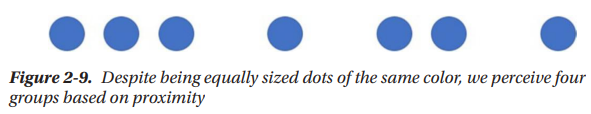 Figure 2-9. Despite being equally sized dots of the same color, we perceive four
groups based on proximity